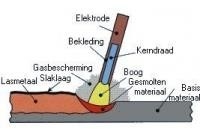 Elektrode
Bekleding
Kerndraad
Gasbescherming
Slaklaag
Boog
Lasmetaal
Gesmolten
materiaal
Basis
materiaal